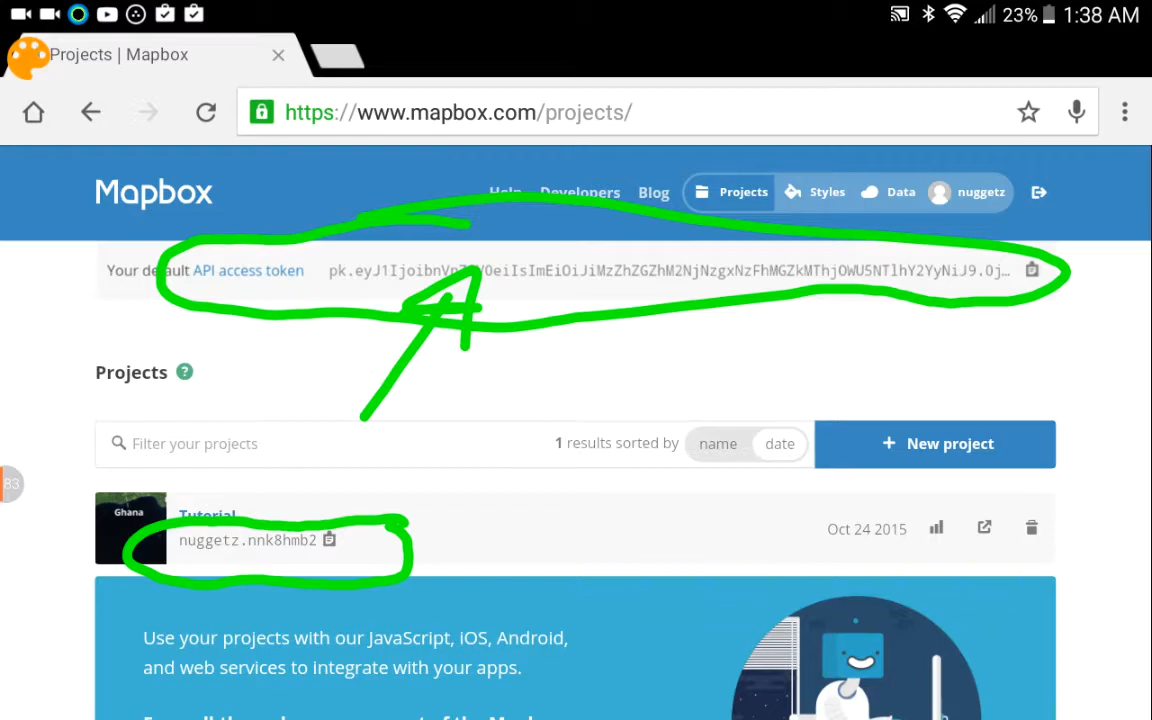 23% 1:38 AM
Projects | Mapbox
https://www.mapbox.com/projects/
Mapbox
Help Developers Blog Projects Styles Data nuggetz
Your default API access token
Projects ?
Filter your projects 1 results sorted by name date + New project
Ghana
Tutorial
nuggetz.nnk8hmb2
Oct 24 2015
83
Use your projects with our JavaScript, iOS, Android,
and web services to integrate with your apps.